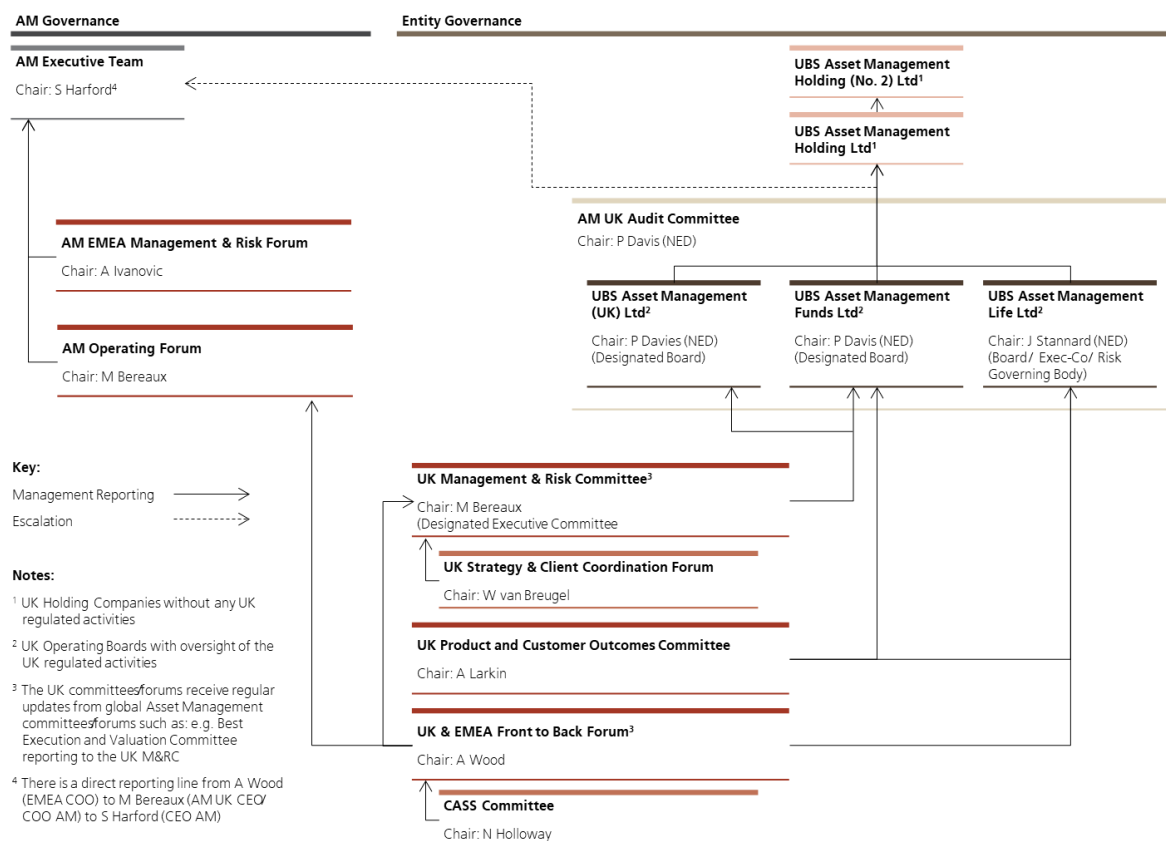 AM Governance
Entity Governance
AM Executive Team
Chair: S Harford4
UBS Asset Management
Holding (No. 2) Ltd1
UBS Asset Management
Holding Ltd1
AM UK Audit Committee
Chair: P Davis (NED)
AM EMEA Management & Risk Forum
Chair: A Ivanovic
AM Operating Forum
Chair: M Bereaux
UBS Asset Management
(UK) Ltd2
Chair: P Davies (NED)
(Designated Board)
UBS Asset Management
Funds Ltd2
Chair: P Davis (NED)
(Designated Board)
UBS Asset Management
Life Ltd2
Chair: J Stannard (NED)
(Board/ Exec-Co/ Risk
Governing Body)
Key:
Management Reporting
Escalation
Notes:
1 UK Holding Companies without any UK
regulated activities
2 UK Operating Boards with oversight of the
UK regulated activities
3 The UK committees/forums receive regular
updates from global Asset Management
committees/forums such as: e.g. Best
Execution and Valuation Committee
reporting to the UK M&RC
4 There is a direct reporting line from A Wood
(EMEA COO) to M Bereaux (AM UK CEO/
COO AM) to S Harford (CEO AM)
UK Management & Risk Committee3
Chair: M Bereaux
(Designated Executive Committee
UK Strategy & Client Coordination Forum
Chair: W van Breugel
UK Product and Customer Outcomes Committee
Chair: A Larkin
UK & EMEA Front to Back Forum3
Chair: A Wood
CASS Committee
Chair: N Holloway